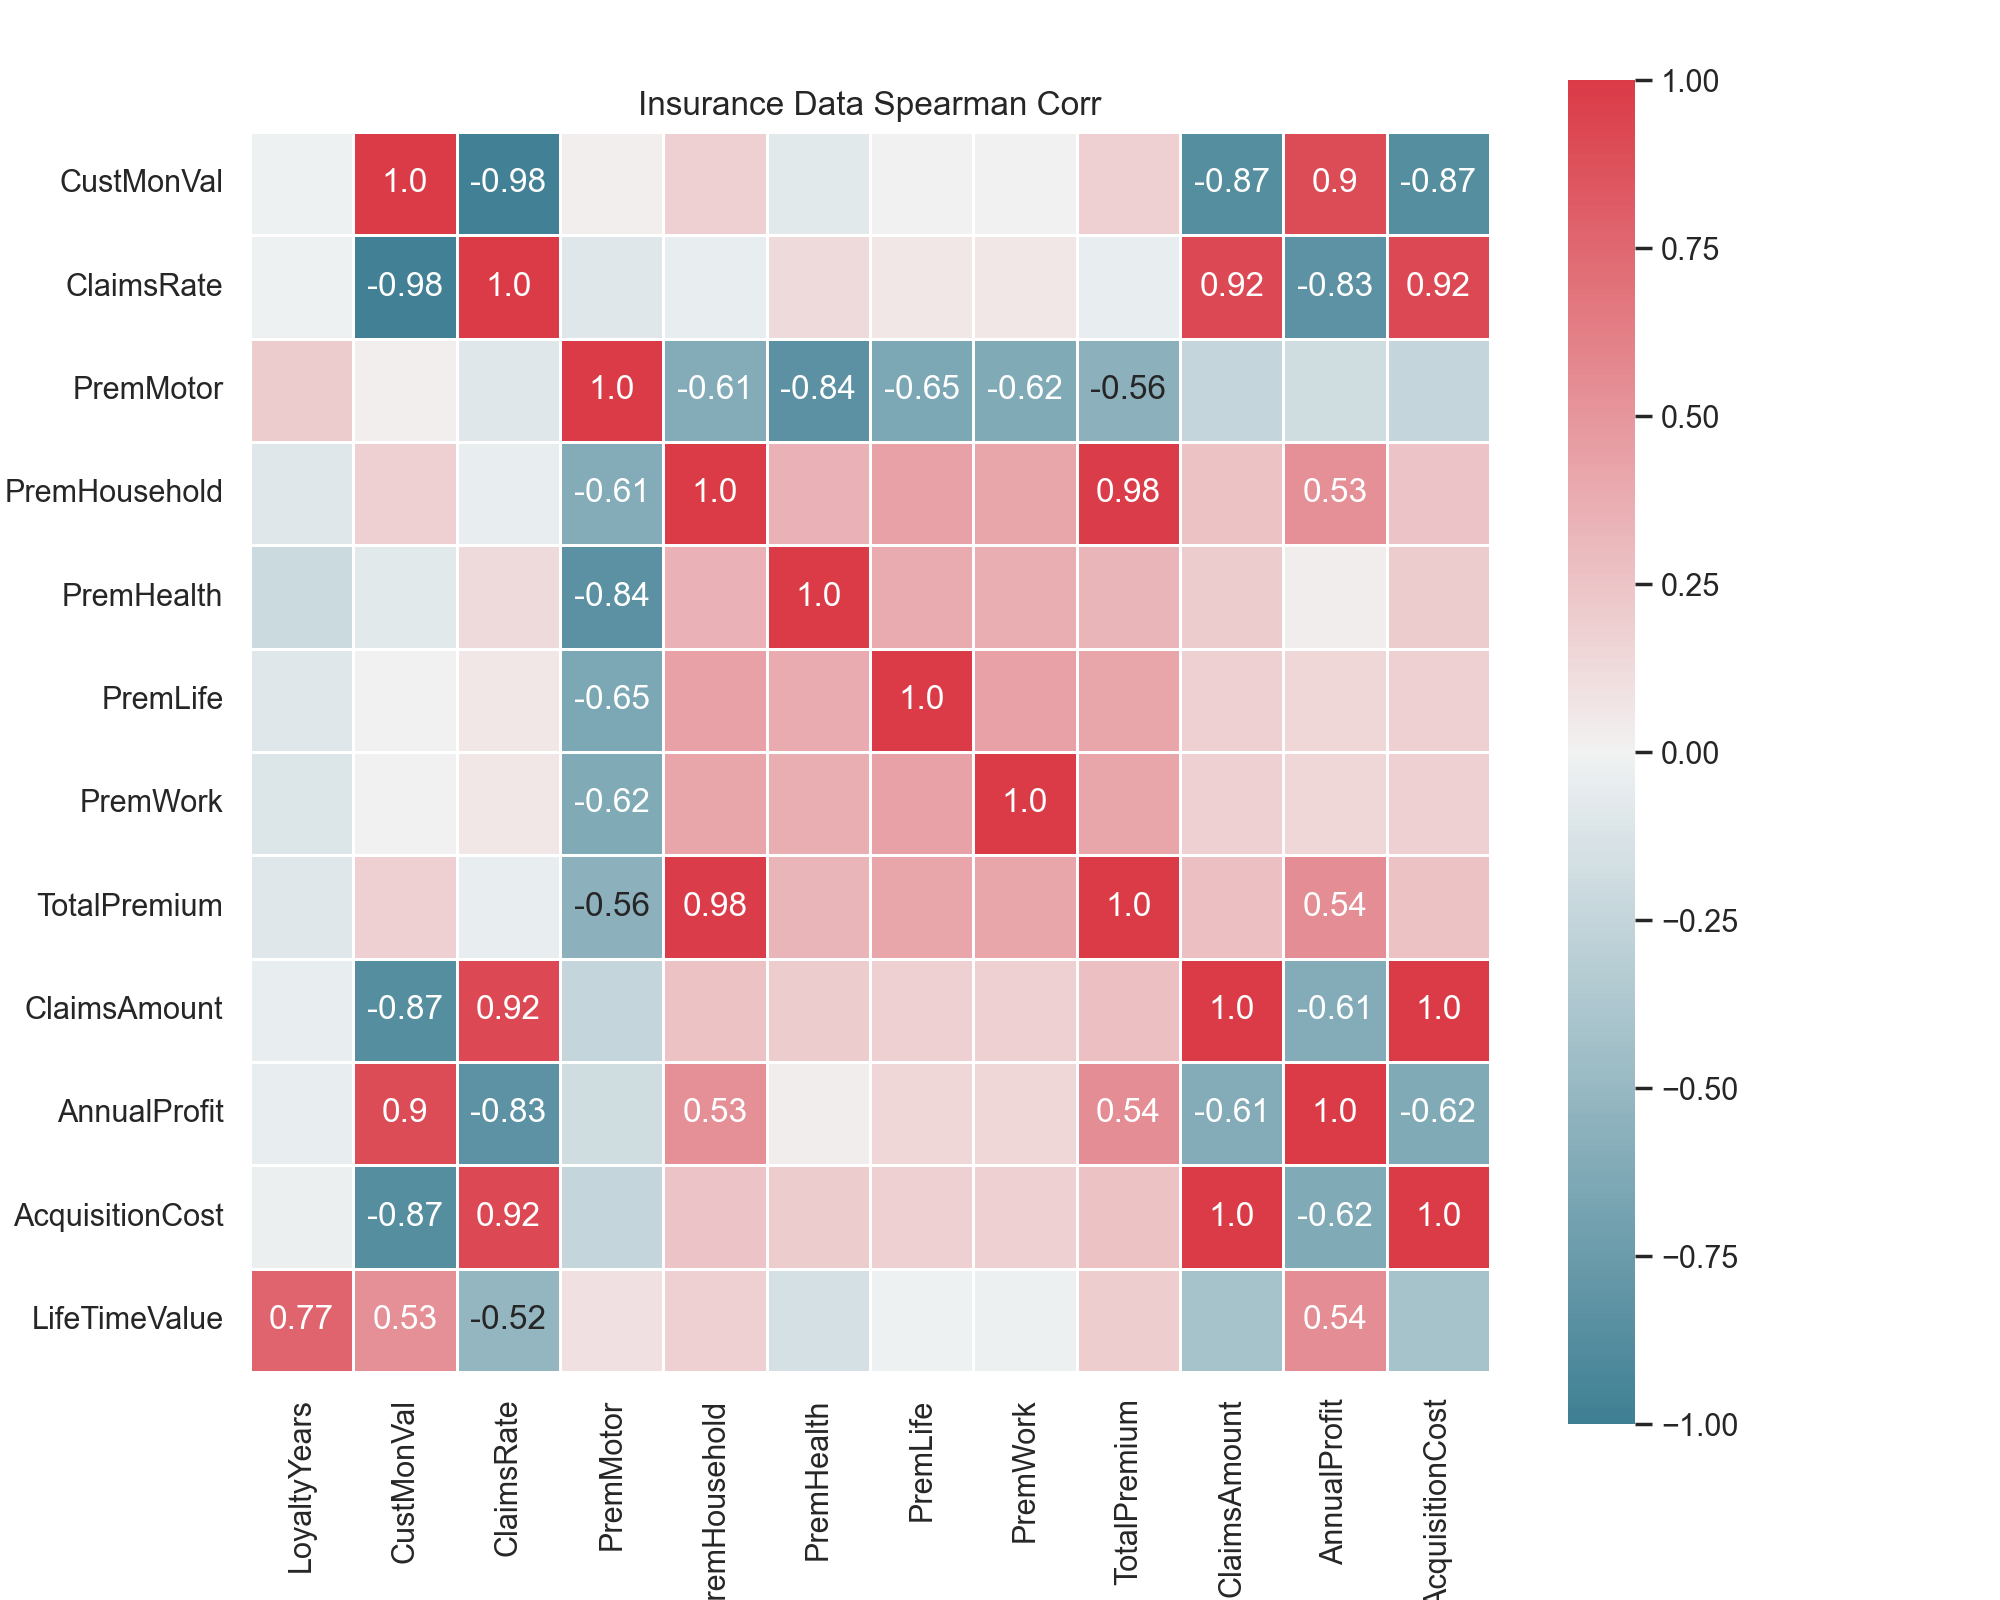 Insurance Data Spearman Corr
CustMonVal 1.0 -0.98 -0.87 0.9 -0.87
ClaimsRate -0.98 1.0 0.92 -0.83 0.92
PremMotor 1.0 -0.61 -0.84 -0.65 -0.62 -0.56
PremHousehold -0.61 1.0 0.98 0.53
PremHealth -0.84 1.0
PremLife -0.65 1.0
PremWork -0.62 1.0
TotalPremium -0.56 0.98 1.0 0.54
ClaimsAmount -0.87 0.92 1.0 -0.61 1.0
AnnualProfit 0.9 -0.83 0.53 0.54 -0.61 1.0 -0.62
AcquisitionCost -0.87 0.92 1.0 -0.62 1.0
LifeTimeValue 0.77 0.53 -0.52 0.54
LoyaltyYears
CustMonVal
ClaimsRate
PremMotor
remHousehold
PremHealth
PremLife
PremWork
TotalPremium
ClaimsAmount
AnnualProfit
AcquisitionCost
1.00
0.75
0.50
0.25
0.00
−0.25
−0.50
−0.75
−1.00